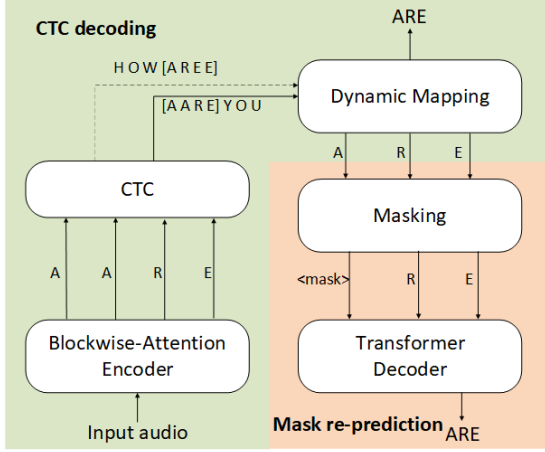 ARE
CTC decoding
H O W [A R E E]
[A A R E] Y O U
Dynamic Mapping
A R E
CTC
Masking
A A R E
<mask> R E
Blockwise-Attention
Encoder
Transformer
Decoder
Input audio
Mask re-prediction
ARE